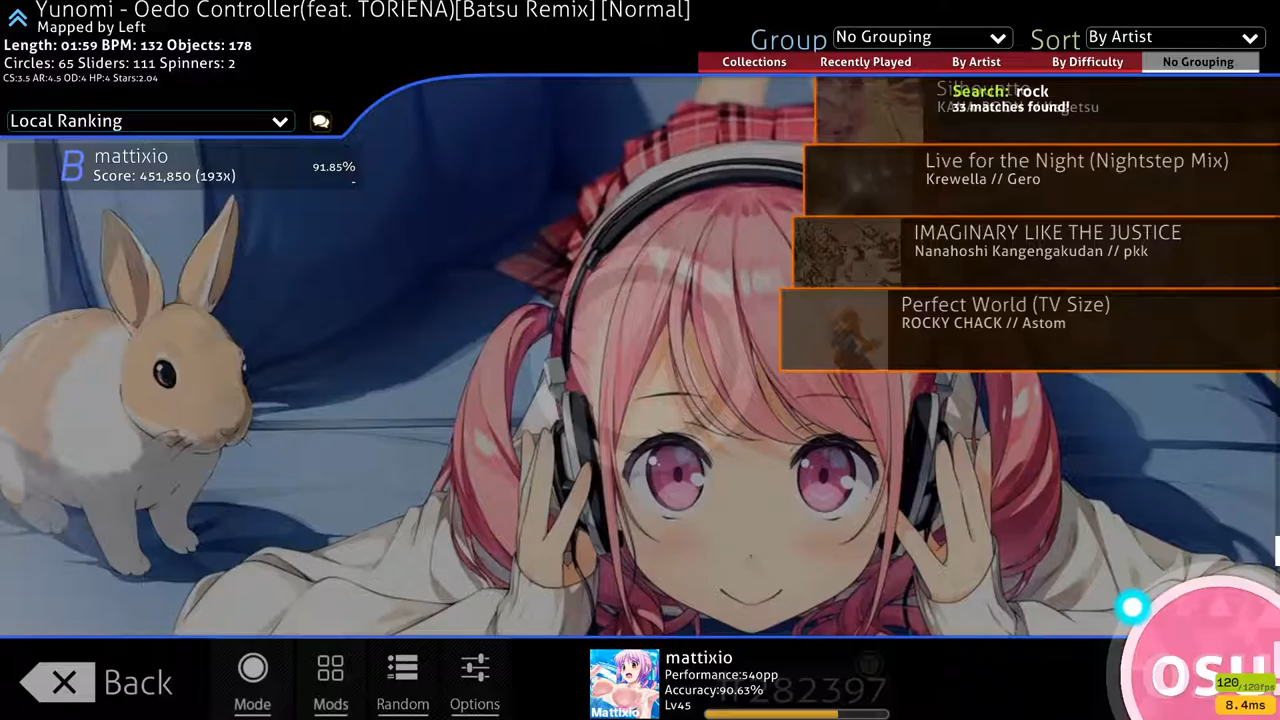 Yunomi - Oedo Controller(feat. TORIENA)[Batsu Remix] [Normal]
Mapped by Left
Length: 01:59 BPM: 132 Objects: 178
Circles: 65 Sliders: 111 Spinners: 2
CS:3.5 AR:4.5 OD:4 HP:4 Stars:2.04
Group No Grouping Sort By Artist
Collections Recently Played By Artist By Difficulty No Grouping
Search: rock
33 matches found!
Local Ranking
B mattixio 91.85%
Score: 451,850 (193x) -
Live for the Night (Nightstep Mix)
Krewella // Gero
IMAGINARY LIKE THE JUSTICE
Nanahoshi Kangengakudan // pkk
Perfect World (TV Size)
ROCKY CHACK // Astom
Back
Mode
Mods
Random
Options
Mattixio
mattixio
Performance:540pp
Accuracy:90.63%
Lv45
#282397
osu
120/120fps
8.4ms